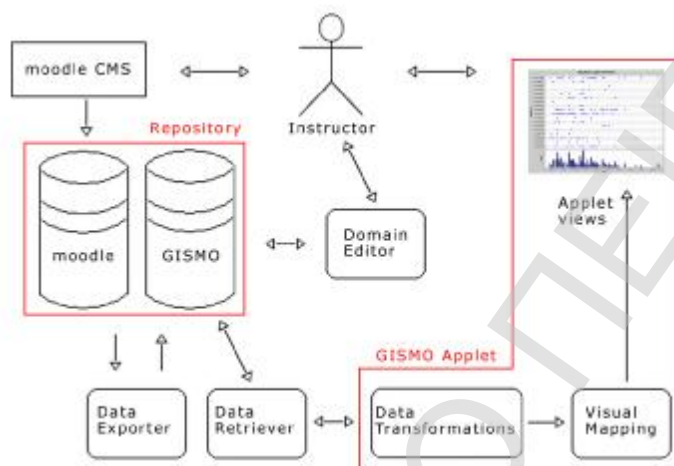 moodle CMS
Instructor
Repository
moodle
GISMO
Domain
Editor
Applet
views
GISMO Applet
Data
Exporter
Data
Retriever
Data
Transformations
Visual
Mapping